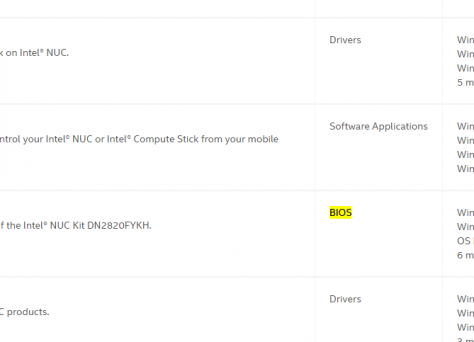 Drivers
Win
k on Intel® NUC.
Win
Win
5 m
Software Applications
Win
ntrol your Intel® NUC or Intel® Compute Stick from your mobile
Win
Win
Win
BIOS
Win
f the Intel® NUC Kit DN2820FYKH.
Win
OS
6 m
Drivers
Win
C products.
Win
Win